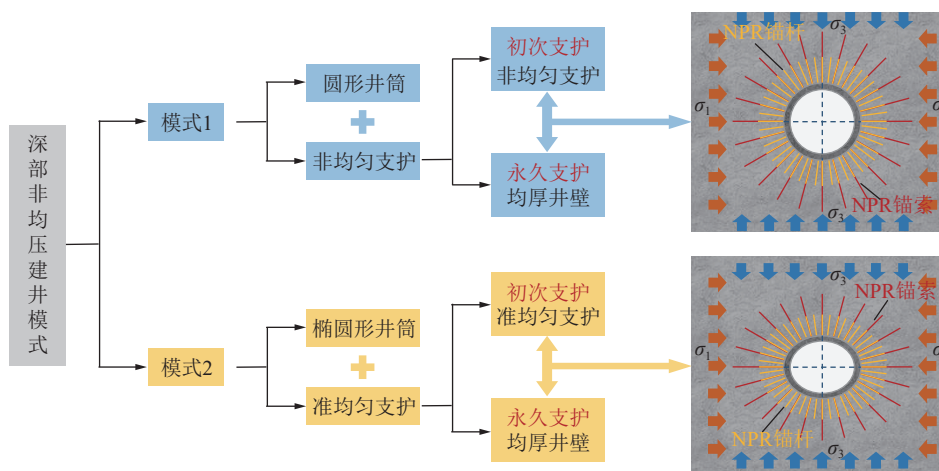 深部非均压建井模式
模式1
圆形井筒
非均匀支护
初次支护
非均匀支护
永久支护
均厚井壁
NPR锚杆
σ3
σ1
σ
NPR锚索
σ3
模式2
椭圆形井筒
准均匀支护
初次支护
准均匀支护
永久支护
均厚井壁
σ3
NPR锚索
σ1
σ
NPR锚杆
σ3